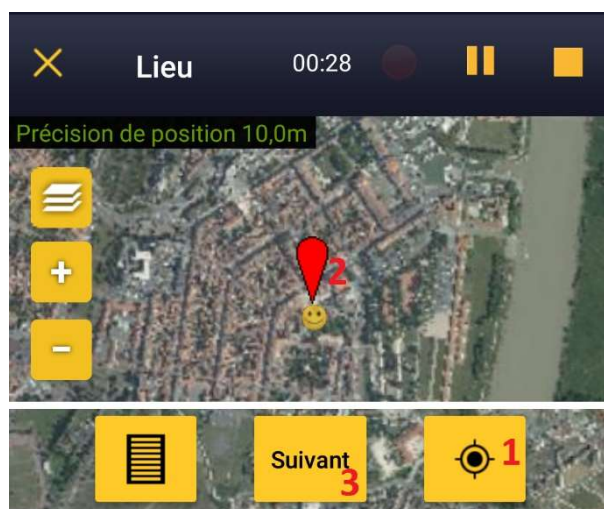 Lieu 00:28
Précision de position 10,0m
+
2
-
Suivant
3
1